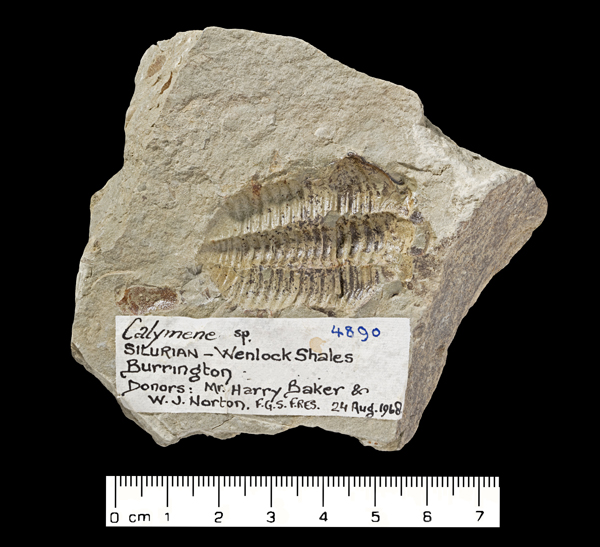 Calymene sp. 4890
SILURIAN - Wenlock Shales
Burrington.
Donors: Mr. Harry Baker &
W. J. Norton, F.G.S. F.RES. 24 Aug. 1968
0 cm 1 2 3 4 5 6 7